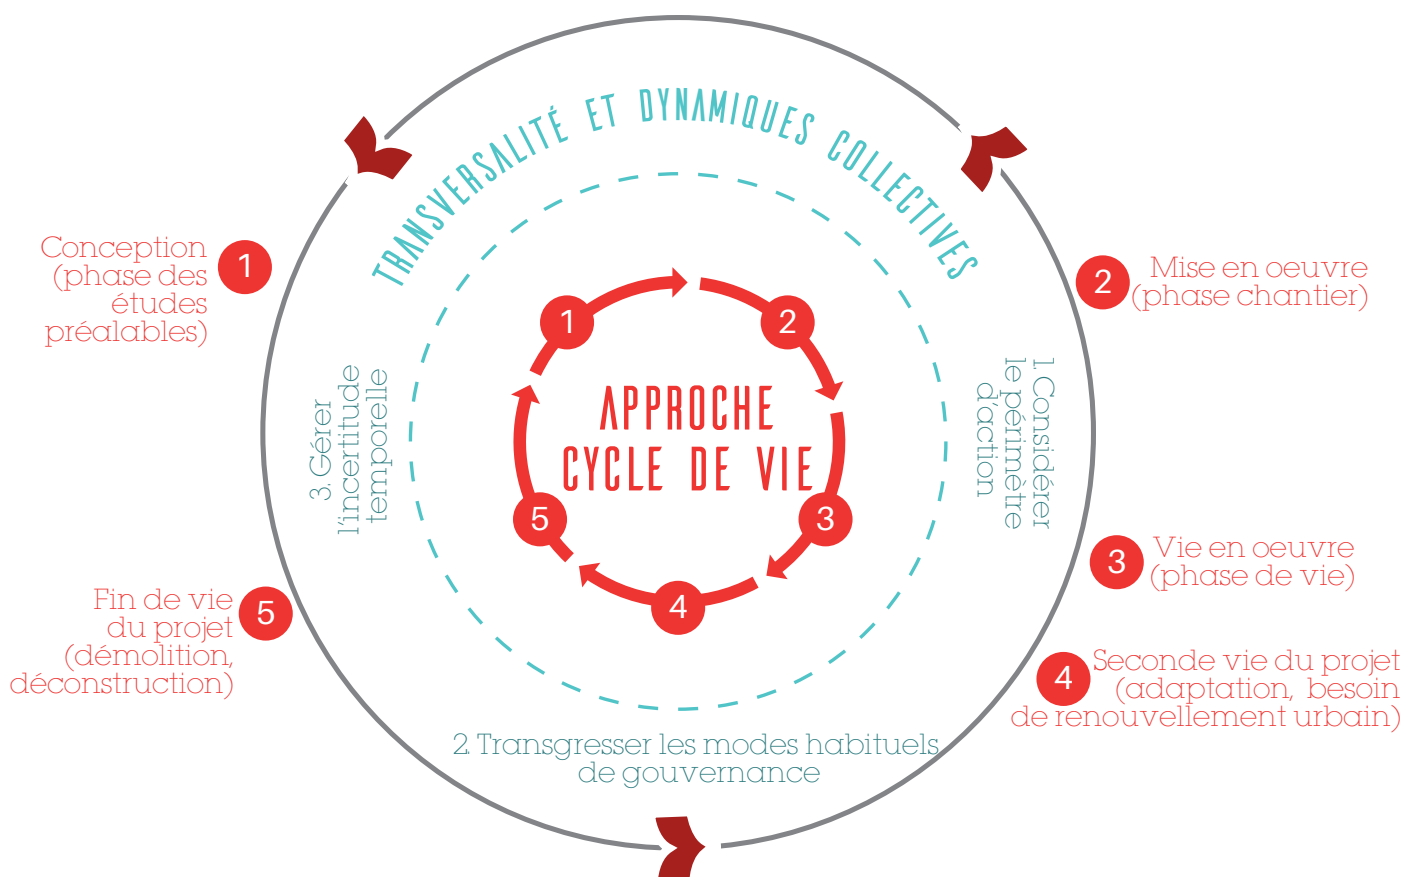 TRANSVERSALITÉ ET DYNAMIQUES COLLECTIVES
1
Conception
(phase des
études
préalables)
2
Mise en oeuvre
(phase chantier)
1
2
3
4
5
APPROCHE
CYCLE DE VIE
1. Considérer
le périmètre
d'action
3. Gérer
l'incertitude
temporelle
3
Vie en oeuvre
(phase de vie)
5
Fin de vie
du projet
(démolition,
déconstruction)
4
Seconde vie du projet
(adaptation, besoin
de renouvellement urbain)
2. Transgresser les modes habituels
de gouvernance